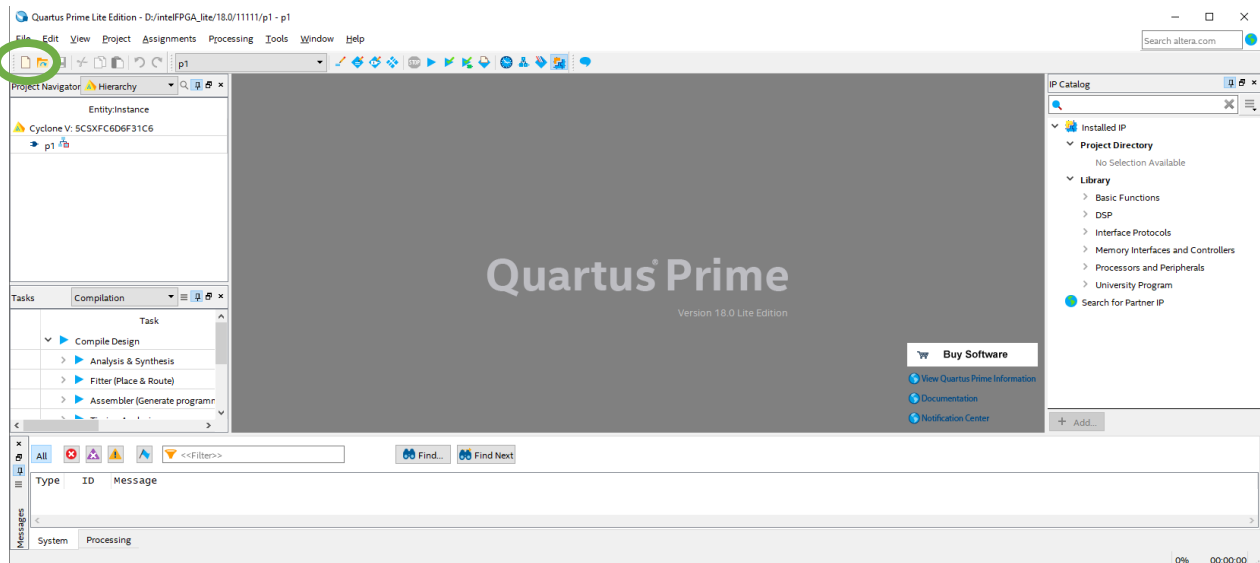 Quartus Prime Lite Edition - D:/intelFPGA_lite/18.0/11111/p1 - p1
File Edit View Project Assignments Processing Tools Window Help
Search altera.com
p1
Project Navigator Hierarchy
Entity:Instance
Cyclone V: 5CSXFC6D6F31C6
p1
Tasks Compilation
Task
Compile Design
Analysis & Synthesis
Fitter (Place & Route)
Assembler (Generate programm
Quartus Prime
Version 18.0 Lite Edition
Buy Software
View Quartus Prime Information
Documentation
Notification Center
IP Catalog
Installed IP
Project Directory
No Selection Available
Library
Basic Functions
DSP
Interface Protocols
Memory Interfaces and Controllers
Processors and Peripherals
University Program
Search for Partner IP
+ Add...
All <<Filter>> Find... Find Next
Type ID Message
Messages
System Processing
0% 00:00:00